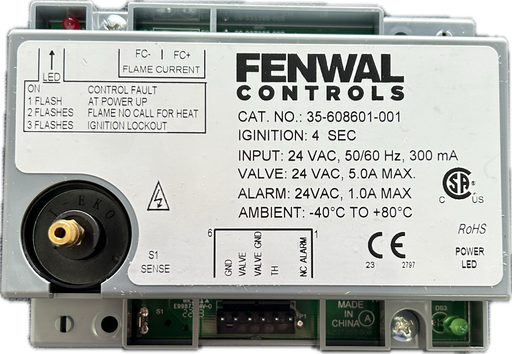 FC- | FC+
FLAME CURRENT
LED
ON CONTROL FAULT
1 FLASH AT POWER UP
2 FLASHES FLAME NO CALL FOR HEAT
3 FLASHES IGNITION LOCKOUT
FENWAL
CONTROLS
CAT. NO.: 35-608601-001
IGINITION: 4 SEC
INPUT: 24 VAC, 50/60 Hz, 300 mA
VALVE: 24 VAC, 5.0A MAX.
ALARM: 24VAC, 1.0A MAX
AMBIENT: -40°C TO +80°C
C US
RoHS
POWER
LED
CE
23 2797
S1
SENSE
6 1
GND
VALVE
VALVE GND
TH
NC ALARM
S1
P1
MADE IN
CHINA
A
DS3